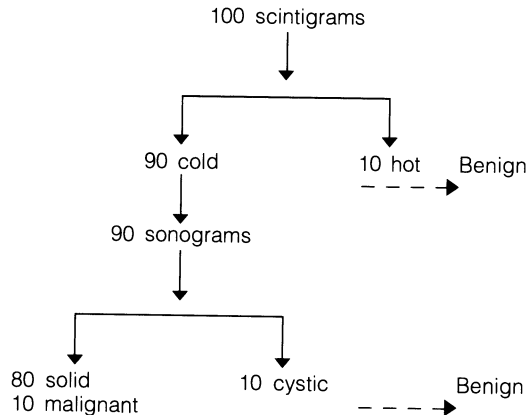 100 scintigrams
90 cold
10 hot
Benign
90 sonograms
80 solid
10 malignant
10 cystic
Benign